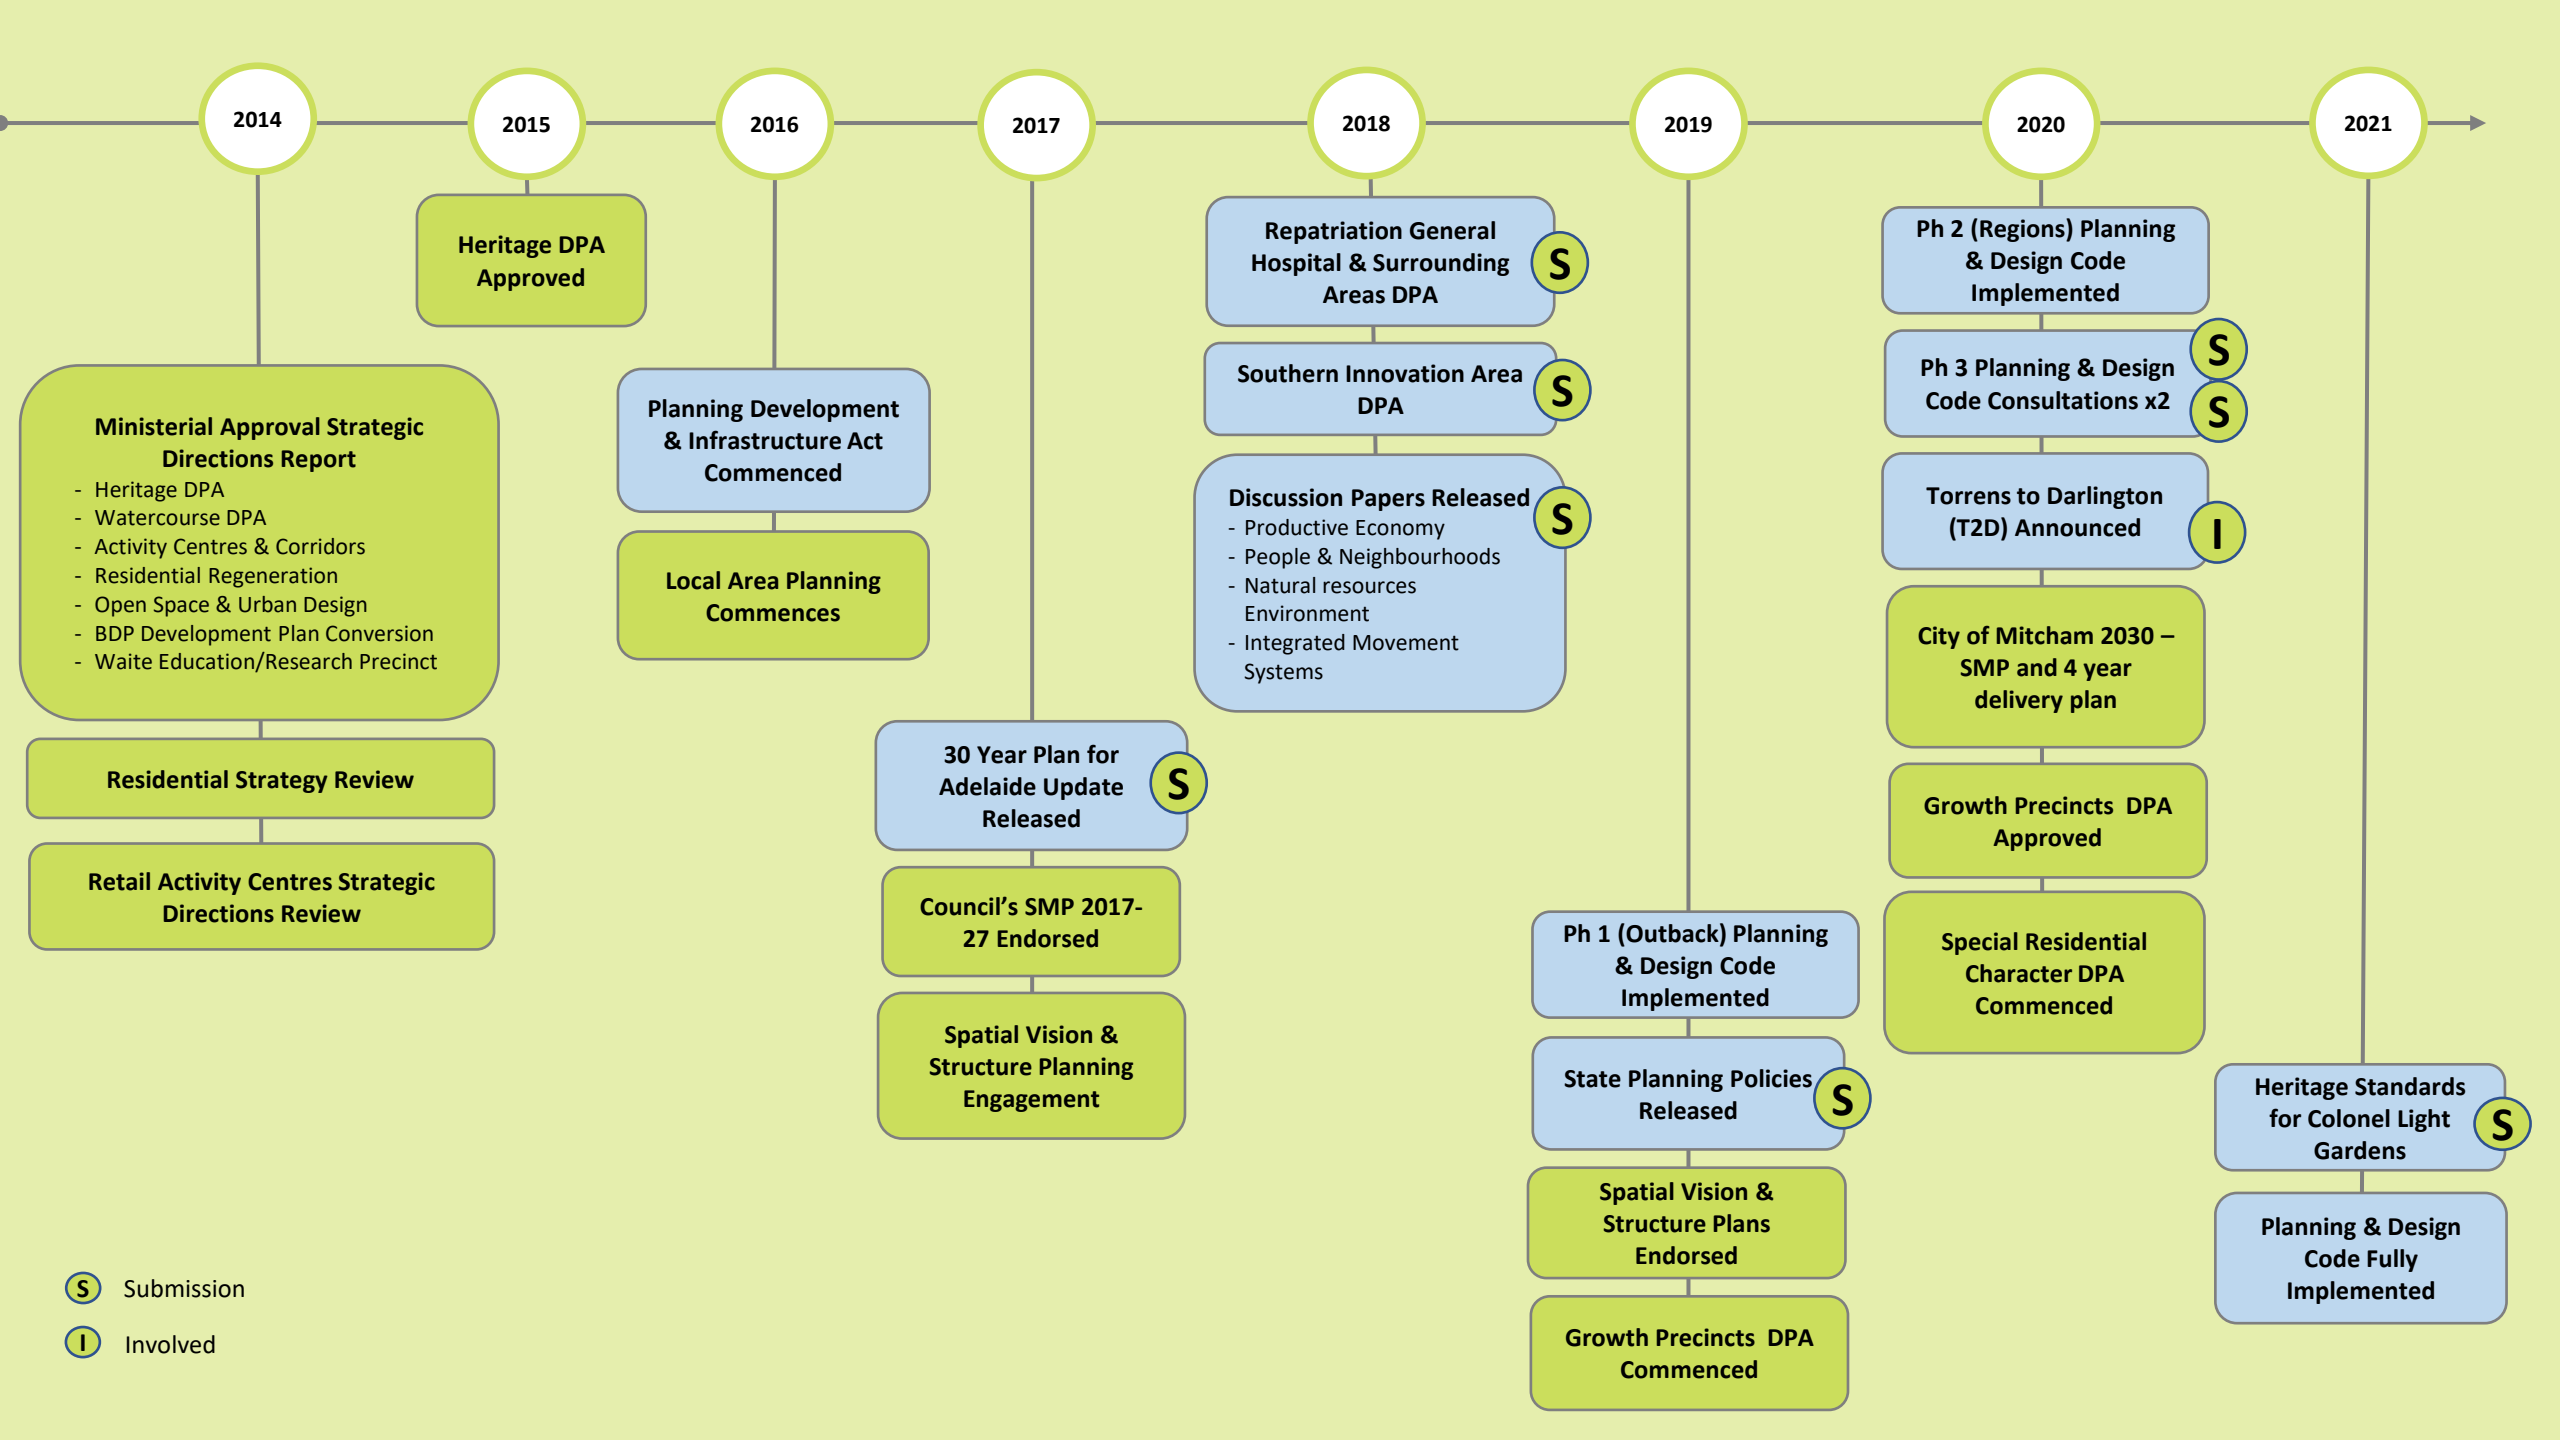 2014
2015
2016
2017
2018
2019
2020
2021
Ministerial Approval Strategic
Directions Report
- Heritage DPA
- Watercourse DPA
- Activity Centres & Corridors
- Residential Regeneration
- Open Space & Urban Design
- BDP Development Plan Conversion
- Waite Education/Research Precinct
Residential Strategy Review
Retail Activity Centres Strategic
Directions Review
Heritage DPA
Approved
Planning Development
& Infrastructure Act
Commenced
Local Area Planning
Commences
30 Year Plan for
Adelaide Update
Released
S
Council’s SMP 2017-
27 Endorsed
Spatial Vision &
Structure Planning
Engagement
Repatriation General
Hospital & Surrounding
Areas DPA
S
Southern Innovation Area
DPA
S
Discussion Papers Released
- Productive Economy
- People & Neighbourhoods
- Natural resources
Environment
- Integrated Movement
Systems
S
Ph 1 (Outback) Planning
& Design Code
Implemented
State Planning Policies
Released
S
Spatial Vision &
Structure Plans
Endorsed
Growth Precincts  DPA
Commenced
Ph 2 (Regions) Planning
& Design Code
Implemented
Ph 3 Planning & Design
Code Consultations x2
S
S
Torrens to Darlington
(T2D) Announced
I
City of Mitcham 2030 –
SMP and 4 year
delivery plan
Growth Precincts  DPA
Approved
Special Residential
Character DPA
Commenced
Heritage Standards
for Colonel Light
Gardens
S
Planning & Design
Code Fully
Implemented
S Submission
I Involved